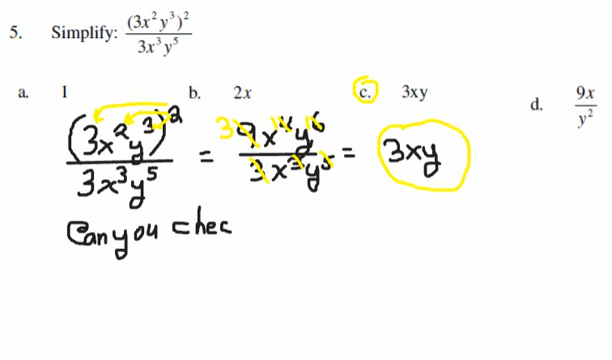 5. Simplify: (3x²y³)² / 3x³y⁵
a. 1 b. 2x c. 3xy d. 9x / y²
(3x²y³)² / 3x³y⁵ = 3 9x⁴y⁶ / 3x³y⁵ = 3xy
Can you chec